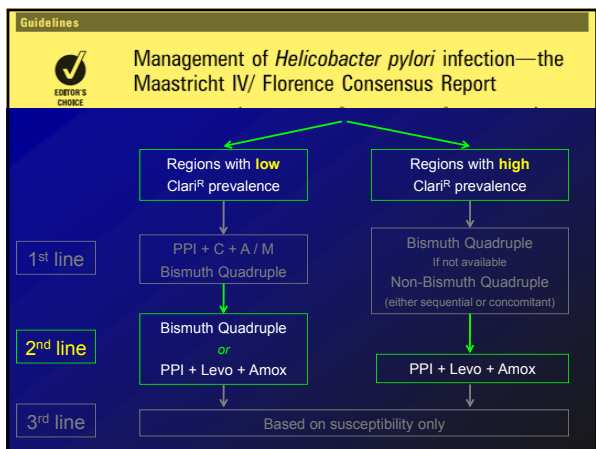 Guidelines
EDITOR'S
CHOICE
Management of Helicobacter pylori infection—the
Maastricht IV/ Florence Consensus Report
Regions with low
Clariᴿ prevalence
Regions with high
Clariᴿ prevalence
1st line
PPI + C + A / M
Bismuth Quadruple
Bismuth Quadruple
If not available
Non-Bismuth Quadruple
(either sequential or concomitant)
2nd line
Bismuth Quadruple
or
PPI + Levo + Amox
PPI + Levo + Amox
3rd line
Based on susceptibility only